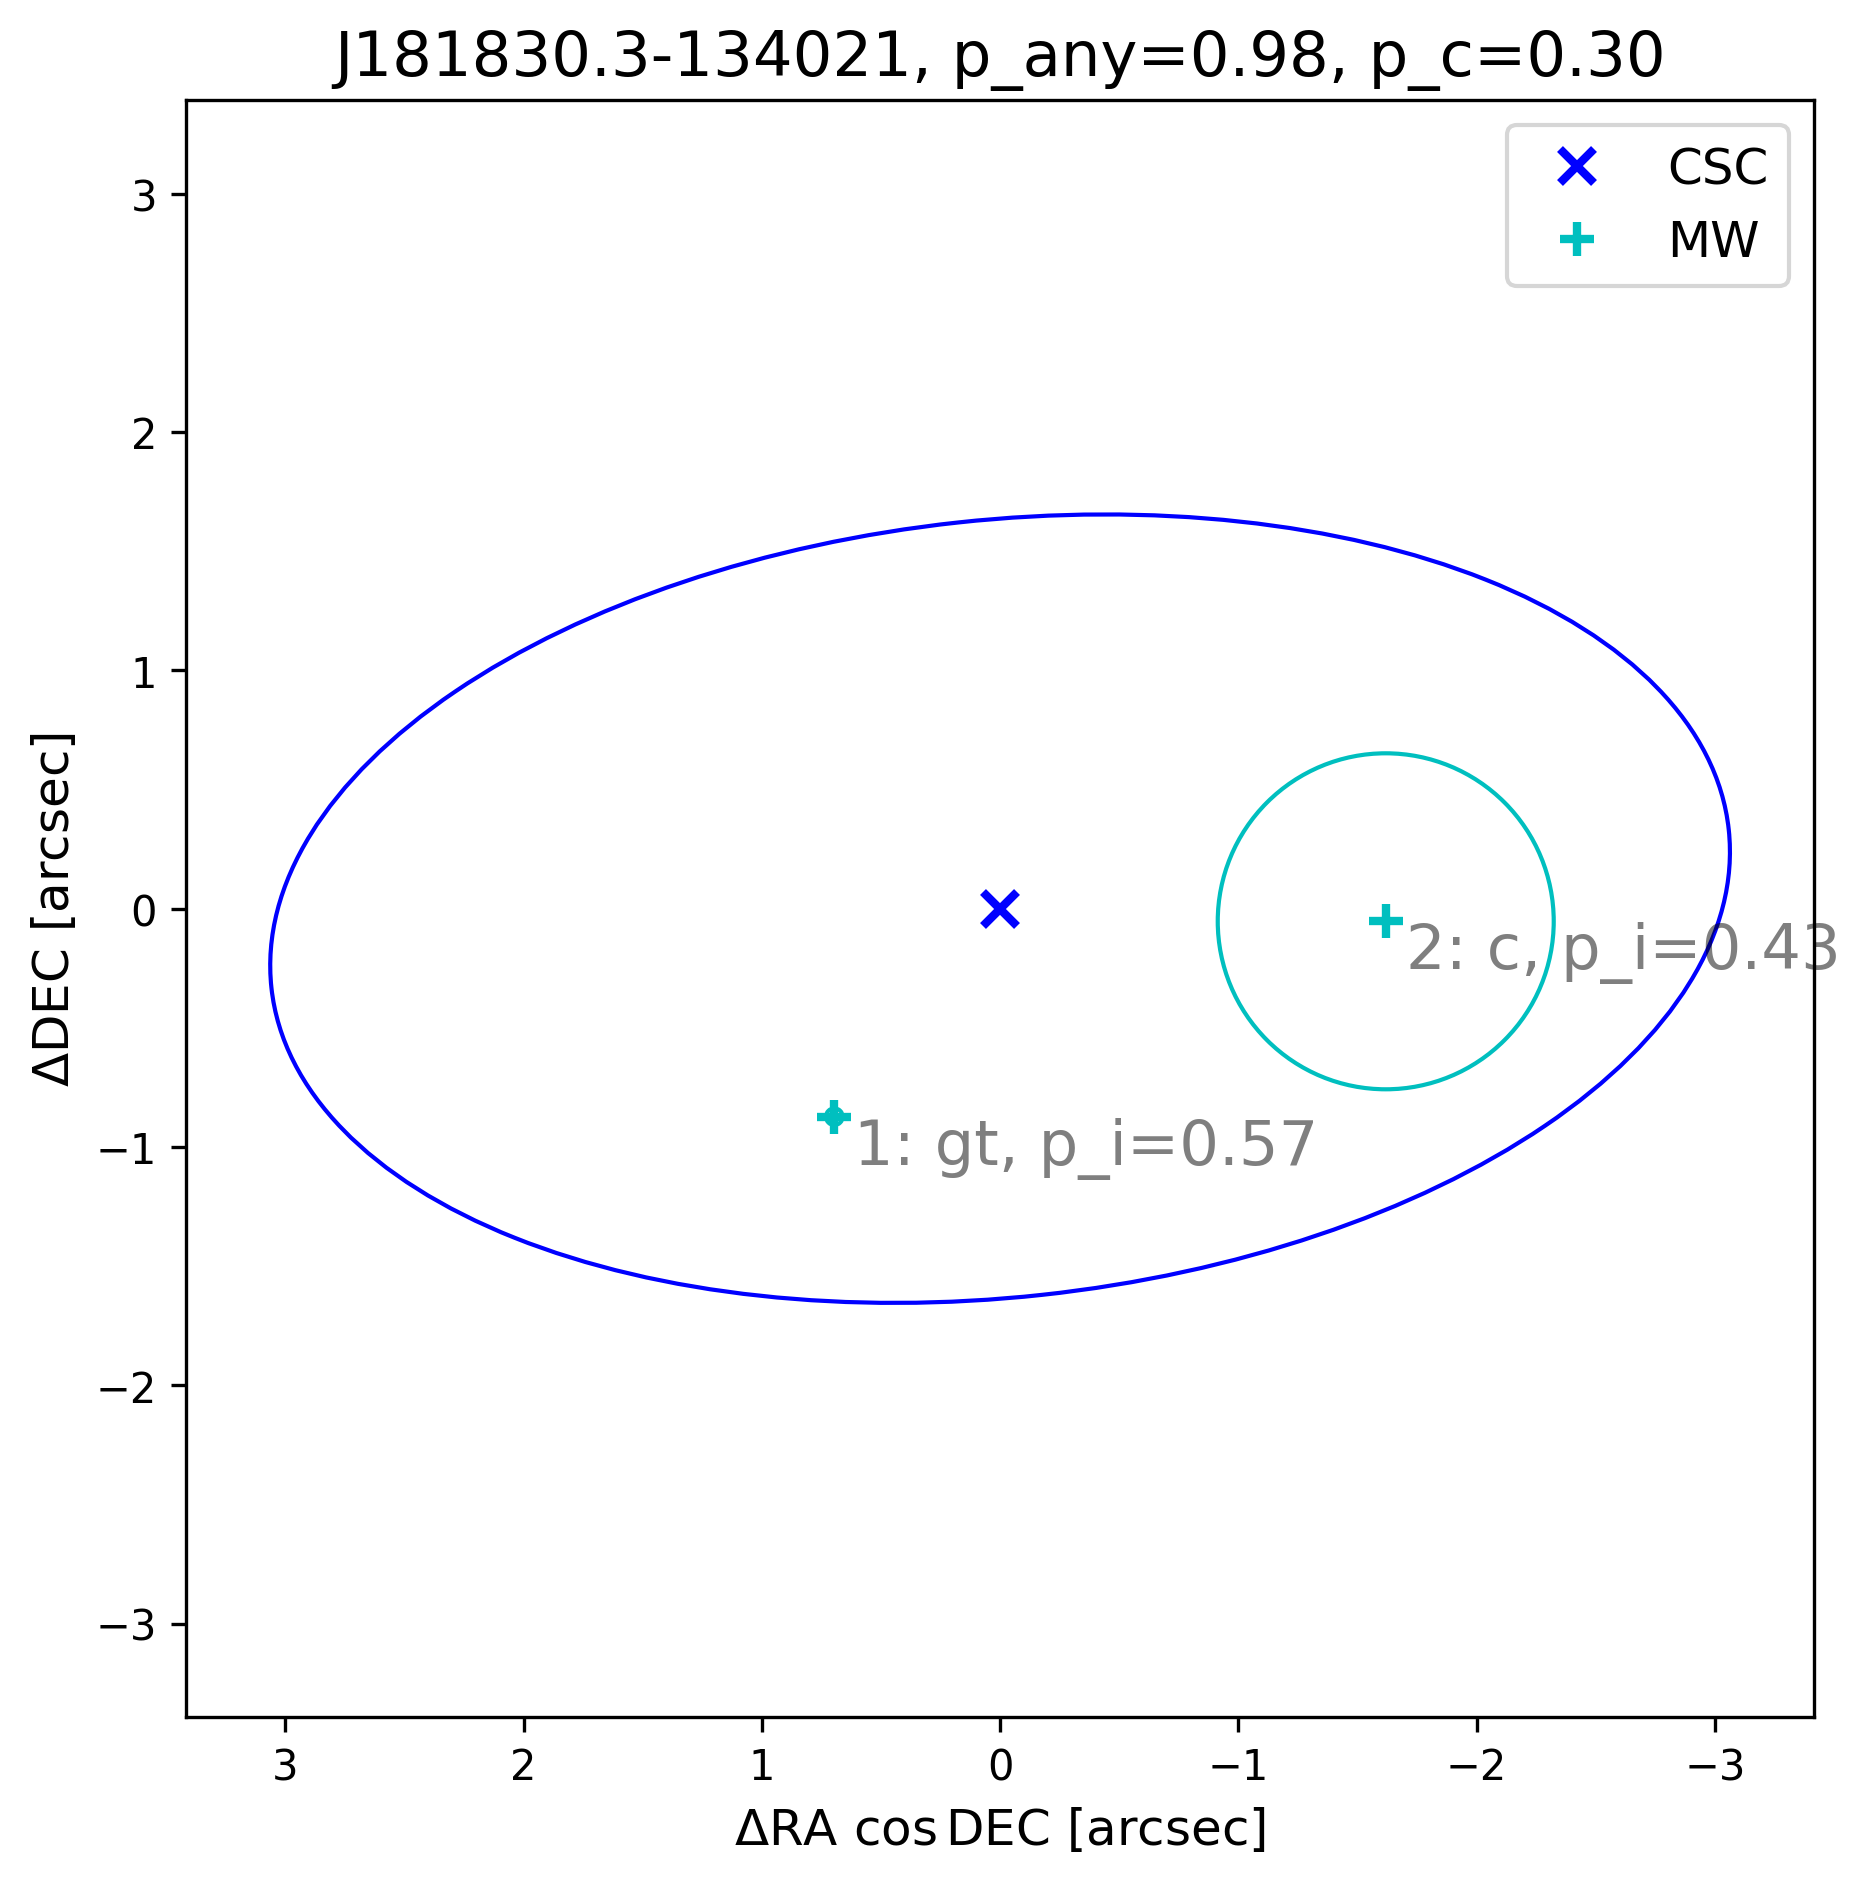 J181830.3-134021, p_any=0.98, p_c=0.30
CSC
MW
3
2
1
0
−1
−2
−3
ΔDEC [arcsec]
2: c, p_i=0.43
1: gt, p_i=0.57
3 2 1 0 −1 −2 −3
ΔRA cos DEC [arcsec]